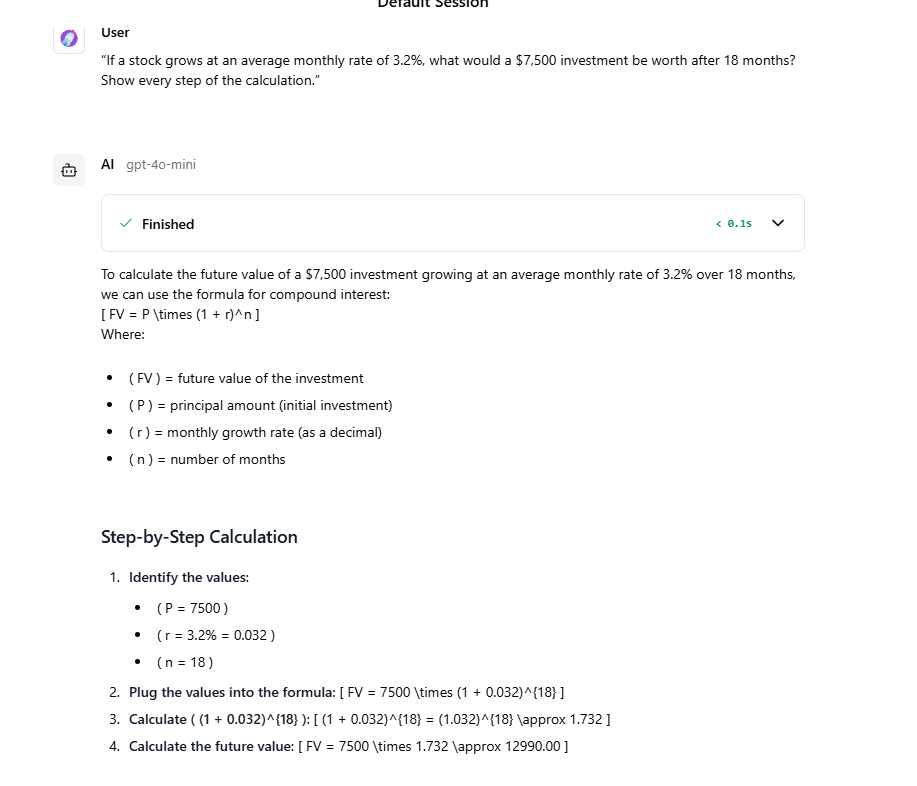 Default Session
User
“If a stock grows at an average monthly rate of 3.2%, what would a $7,500 investment be worth after 18 months?
Show every step of the calculation.”
AI gpt-4o-mini
Finished < 0.1s
To calculate the future value of a $7,500 investment growing at an average monthly rate of 3.2% over 18 months,
we can use the formula for compound interest:
[ FV = P \times (1 + r)^n ]
Where:
• ( FV ) = future value of the investment
• ( P ) = principal amount (initial investment)
• ( r ) = monthly growth rate (as a decimal)
• ( n ) = number of months
Step-by-Step Calculation
1. Identify the values:
• ( P = 7500 )
• ( r = 3.2% = 0.032 )
• ( n = 18 )
2. Plug the values into the formula: [ FV = 7500 \times (1 + 0.032)^{18} ]
3. Calculate ( (1 + 0.032)^{18} ): [ (1 + 0.032)^{18} = (1.032)^{18} \approx 1.732 ]
4. Calculate the future value: [ FV = 7500 \times 1.732 \approx 12990.00 ]